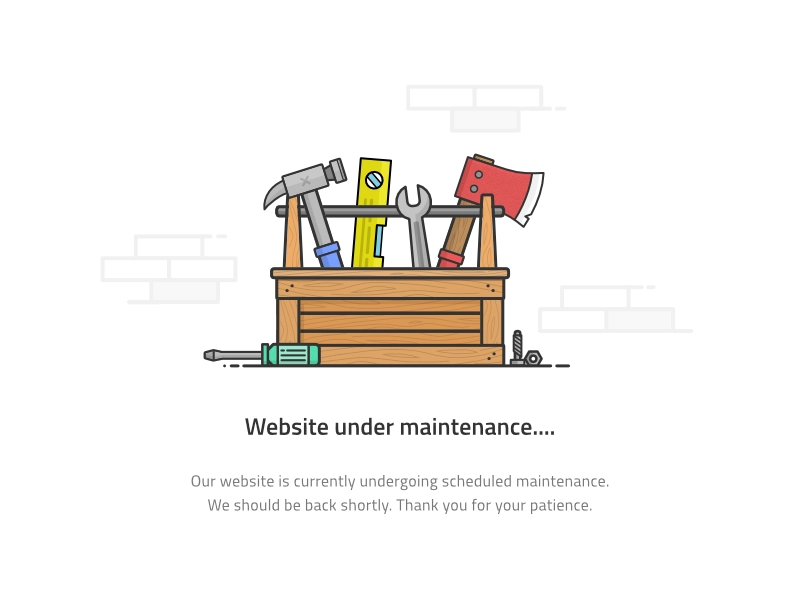 Website under maintenance....
Our website is currently undergoing scheduled maintenance.
We should be back shortly. Thank you for your patience.